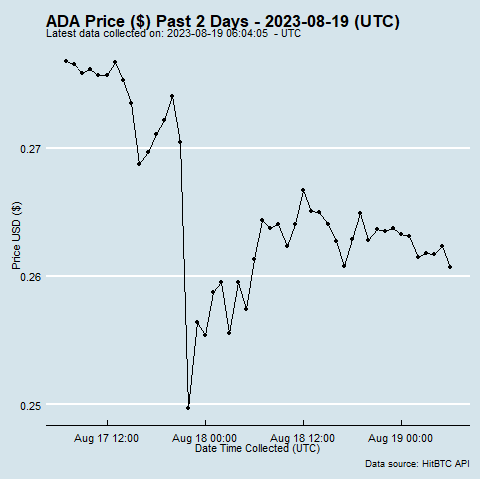 ADA Price ($) Past 2 Days - 2023-08-19 (UTC)
Latest data collected on: 2023-08-19 06:04:05 - UTC
Price USD ($)
0.27
0.26
0.25
Aug 17 12:00 Aug 18 00:00 Aug 18 12:00 Aug 19 00:00
Date Time Collected (UTC)
Data source: HitBTC API